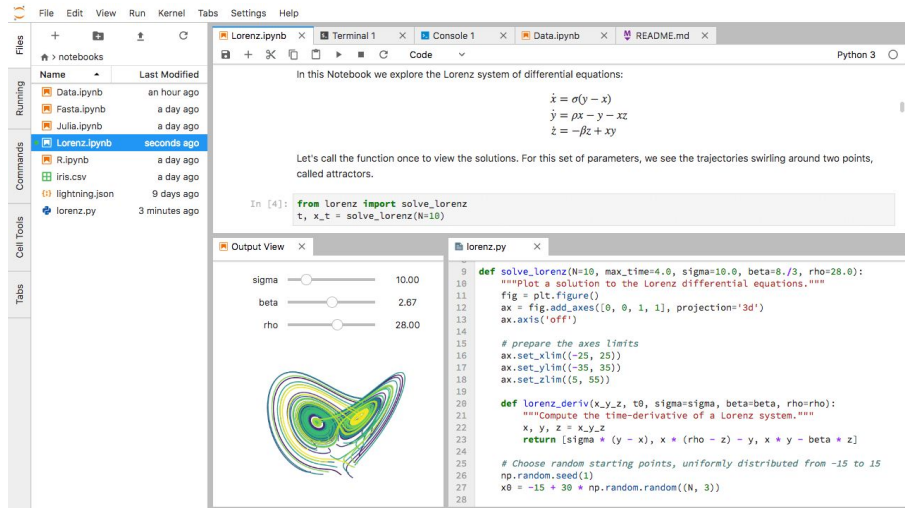 File Edit View Run Kernel Tabs Settings Help
Files
Running
Commands
Cell Tools
Tabs
> notebooks
Name Last Modified
Data.ipynb an hour ago
Fasta.ipynb a day ago
Julia.ipynb a day ago
Lorenz.ipynb seconds ago
R.ipynb a day ago
iris.csv a day ago
{:} lightning.json 9 days ago
lorenz.py 3 minutes ago
Lorenz.ipynb × Terminal 1 × Console 1 × Data.ipynb × README.md ×
Code Python 3
In this Notebook we explore the Lorenz system of differential equations:
ẋ = σ(y − x)
ẏ = ρx − y − xz
ż = −βz + xy
Let's call the function once to view the solutions. For this set of parameters, we see the trajectories swirling around two points,
called attractors.
In [4]: from lorenz import solve_lorenz
t, x_t = solve_lorenz(N=10)
Output View ×
sigma 10.00
beta 2.67
rho 28.00
lorenz.py ×
9 def solve_lorenz(N=10, max_time=4.0, sigma=10.0, beta=8./3, rho=28.0):
10 """Plot a solution to the Lorenz differential equations."""
11 fig = plt.figure()
12 ax = fig.add_axes([0, 0, 1, 1], projection='3d')
13 ax.axis('off')
14
15 # prepare the axes limits
16 ax.set_xlim((-25, 25))
17 ax.set_ylim((-35, 35))
18 ax.set_zlim((5, 55))
19
20 def lorenz_deriv(x_y_z, t0, sigma=sigma, beta=beta, rho=rho):
21 """Compute the time-derivative of a Lorenz system."""
22 x, y, z = x_y_z
23 return [sigma * (y - x), x * (rho - z) - y, x * y - beta * z]
24
25 # Choose random starting points, uniformly distributed from -15 to 15
26 np.random.seed(1)
27 x0 = -15 + 30 * np.random.random((N, 3))
28